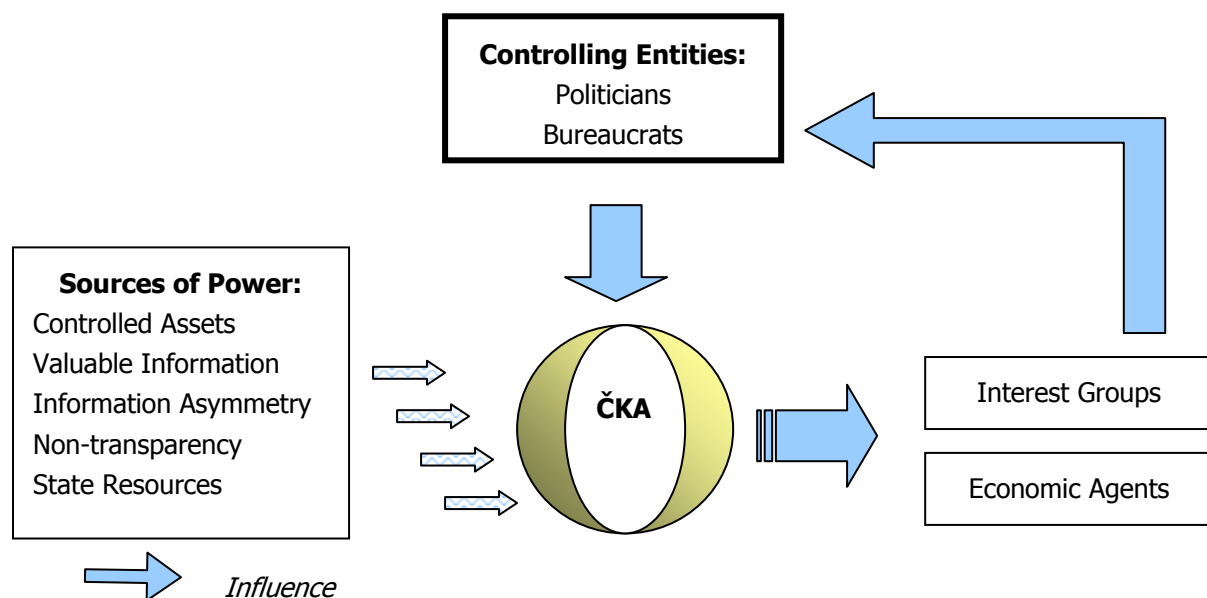 Controlling Entities:
Politicians
Bureaucrats
Sources of Power:
Controlled Assets
Valuable Information
Information Asymmetry
Non-transparency
State Resources
ČKA
Interest Groups
Economic Agents
Influence